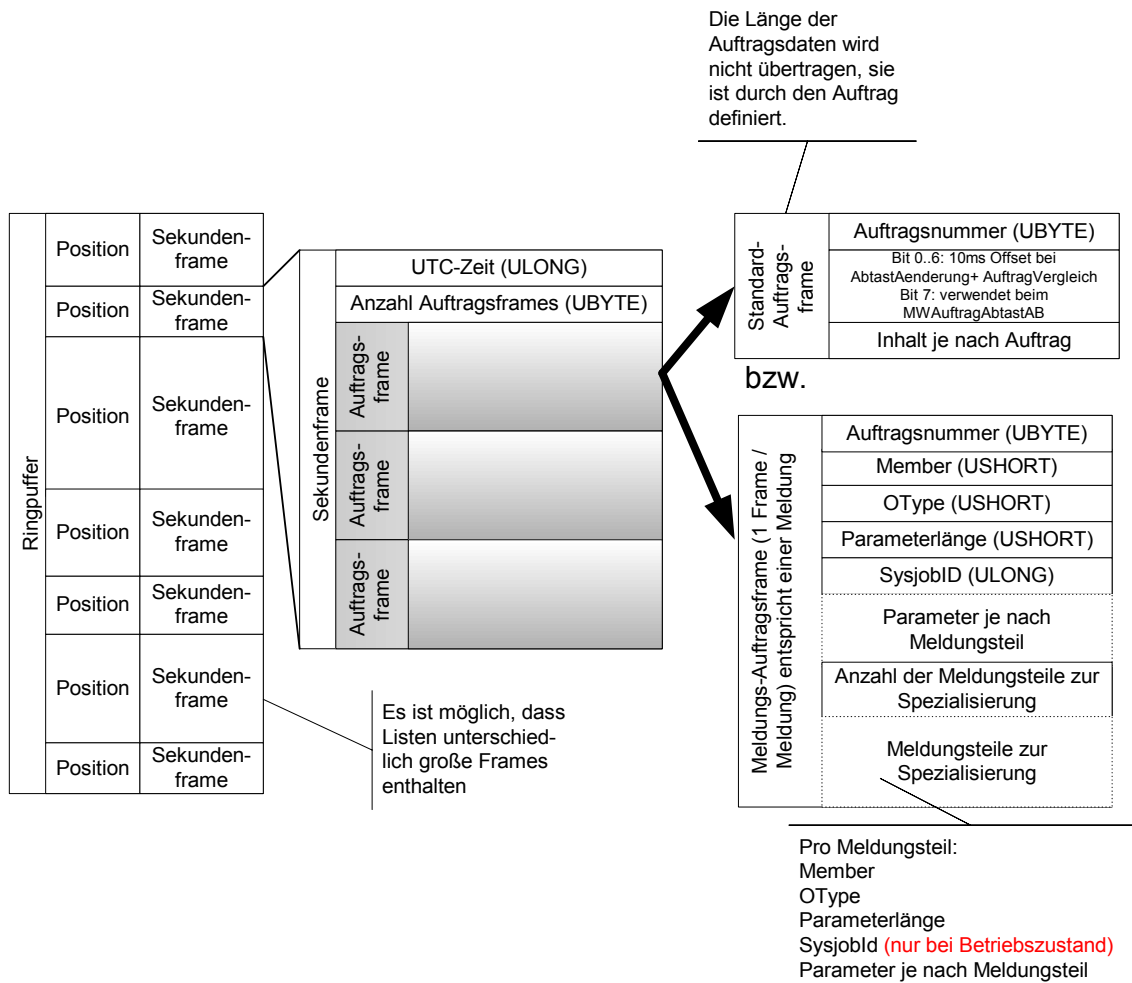 Die Länge der
Auftragsdaten wird
nicht übertragen, sie
ist durch den Auftrag
definiert.
Ringpuffer
Position
Sekunden-
frame
Position
Sekunden-
frame
Position
Sekunden-
frame
Position
Sekunden-
frame
Position
Sekunden-
frame
Position
Sekunden-
frame
Position
Sekunden-
frame
Es ist möglich, dass
Listen unterschied-
lich große Frames
enthalten
Sekundenframe
UTC-Zeit (ULONG)
Anzahl Auftragsframes (UBYTE)
Auftrags-
frame
Auftrags-
frame
Auftrags-
frame
Standard-
Auftrags-
frame
Auftragsnummer (UBYTE)
Bit 0..6: 10ms Offset bei
AbtastAenderung+ AuftragVergleich
Bit 7: verwendet beim
MWAuftragAbtastAB
Inhalt je nach Auftrag
bzw.
Meldungs-Auftragsframe (1 Frame /
Meldung) entspricht einer Meldung
Auftragsnummer (UBYTE)
Member (USHORT)
OType (USHORT)
Parameterlänge (USHORT)
SysjobID (ULONG)
Parameter je nach
Meldungsteil
Anzahl der Meldungsteile zur
Spezialisierung
Meldungsteile zur
Spezialisierung
Pro Meldungsteil:
Member
OType
Parameterlänge
SysjobId (nur bei Betriebszustand)
Parameter je nach Meldungsteil